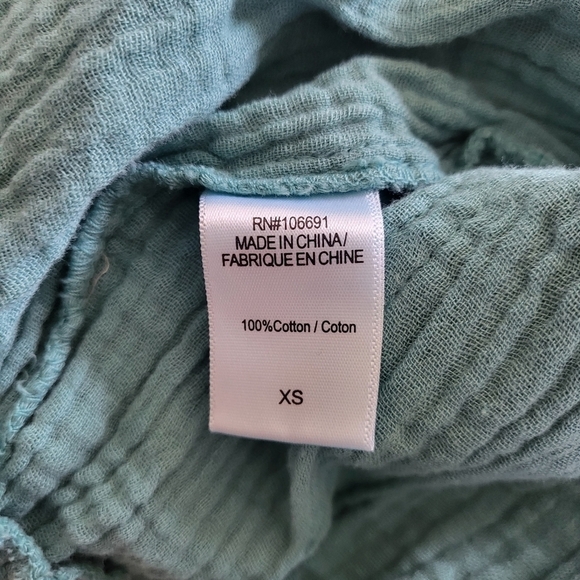 RN#106691
MADE IN CHINA/
FABRIQUE EN CHINE
100%Cotton / Coton
XS